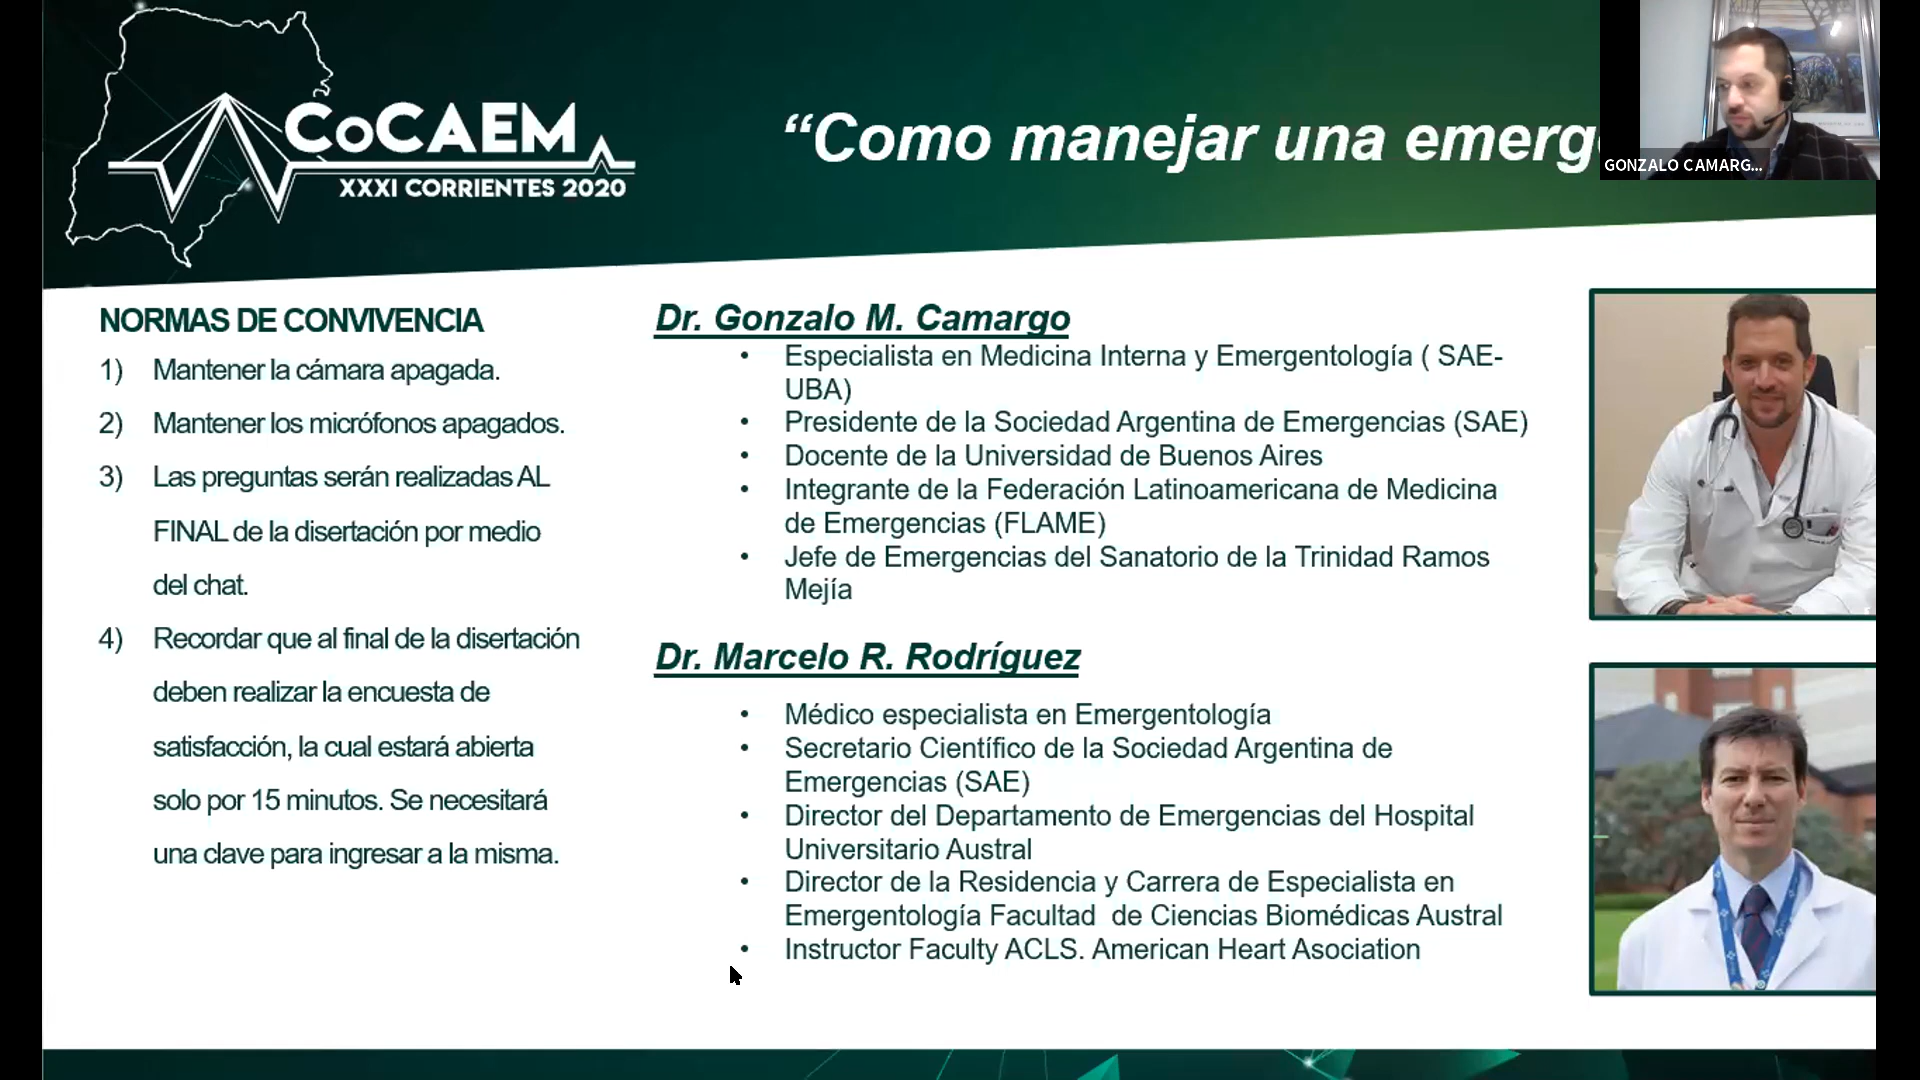 CoCAEM
XXXI CORRIENTES 2020
“Como manejar una emerg
GONZALO CAMARG...
NORMAS DE CONVIVENCIA
1) Mantener la cámara apagada.
2) Mantener los micrófonos apagados.
3) Las preguntas serán realizadas AL
FINAL de la disertación por medio
del chat.
4) Recordar que al final de la disertación
deben realizar la encuesta de
satisfacción, la cual estará abierta
solo por 15 minutos. Se necesitará
una clave para ingresar a la misma.
Dr. Gonzalo M. Camargo
• Especialista en Medicina Interna y Emergentología ( SAE-
UBA)
• Presidente de la Sociedad Argentina de Emergencias (SAE)
• Docente de la Universidad de Buenos Aires
• Integrante de la Federación Latinoamericana de Medicina
de Emergencias (FLAME)
• Jefe de Emergencias del Sanatorio de la Trinidad Ramos
Mejía
Dr. Marcelo R. Rodríguez
• Médico especialista en Emergentología
• Secretario Científico de la Sociedad Argentina de
Emergencias (SAE)
• Director del Departamento de Emergencias del Hospital
Universitario Austral
• Director de la Residencia y Carrera de Especialista en
Emergentología Facultad  de Ciencias Biomédicas Austral
• Instructor Faculty ACLS. American Heart Asociation